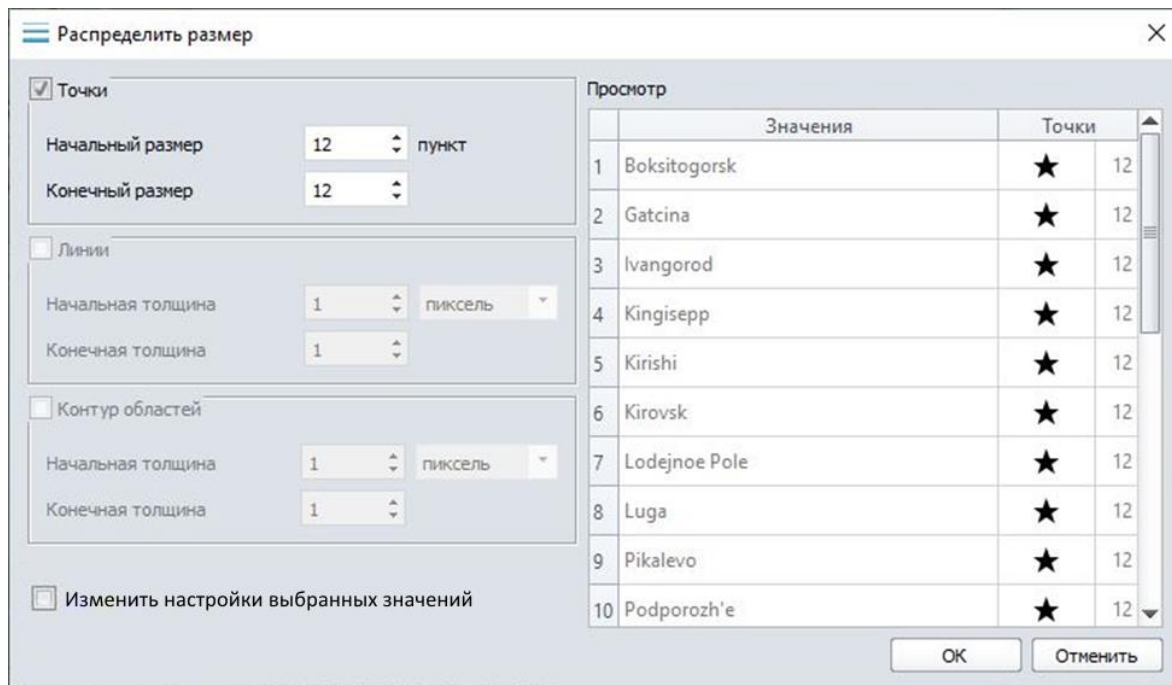 Распределить размер
Точки
Начальный размер 12 пункт
Конечный размер 12
Линии
Начальная толщина 1 пиксель
Конечная толщина 1
Контур областей
Начальная толщина 1 пиксель
Конечная толщина 1
Изменить настройки выбранных значений
Просмотр
Значения Точки
1 Boksitogorsk 12
2 Gatcina 12
3 Ivangorod 12
4 Kingisepp 12
5 Kirishi 12
6 Kirovsk 12
7 Lodejnoe Pole 12
8 Luga 12
9 Pikalevo 12
10 Podporozh'e 12
OK Отменить